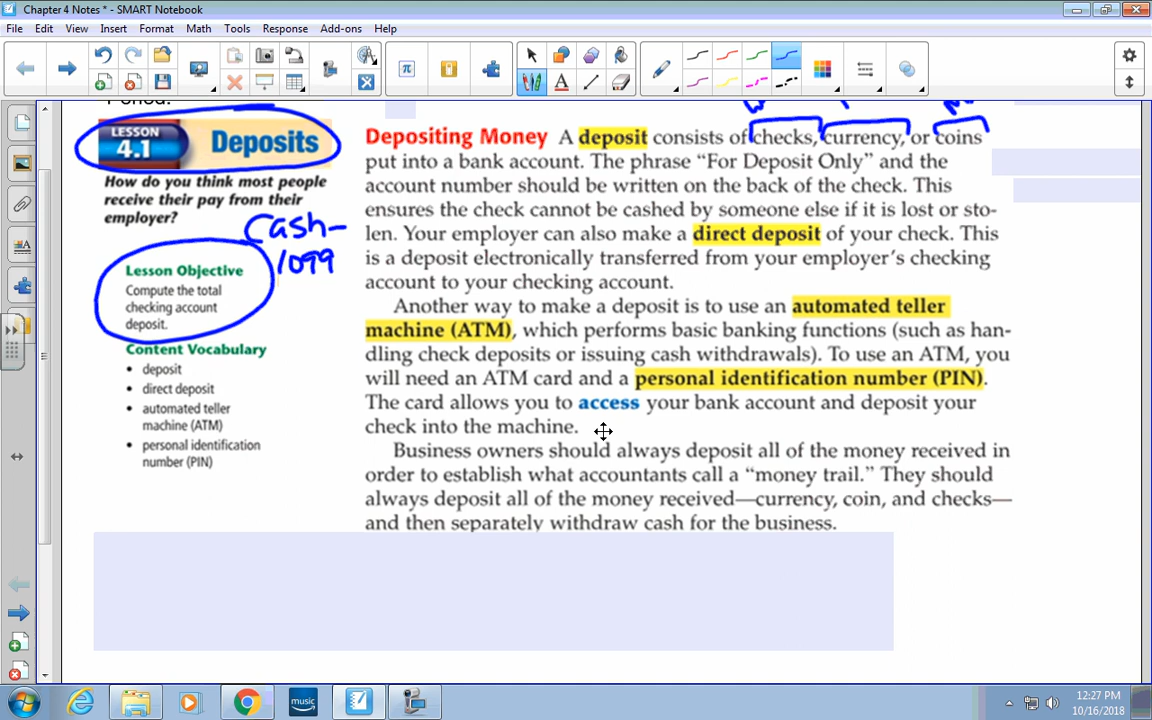 Chapter 4 Notes * - SMART Notebook
File Edit View Insert Format Math Tools Response Add-ons Help
Period:
LESSON
4.1
Deposits
How do you think most people
receive their pay from their
employer?
Cash-
1099
Lesson Objective
Compute the total
checking account
deposit.
Content Vocabulary
• deposit
• direct deposit
• automated teller
machine (ATM)
• personal identification
number (PIN)
Depositing Money A deposit consists of checks, currency, or coins
put into a bank account. The phrase “For Deposit Only” and the
account number should be written on the back of the check. This
ensures the check cannot be cashed by someone else if it is lost or sto-
len. Your employer can also make a direct deposit of your check. This
is a deposit electronically transferred from your employer’s checking
account to your checking account.
Another way to make a deposit is to use an automated teller
machine (ATM), which performs basic banking functions (such as han-
dling check deposits or issuing cash withdrawals). To use an ATM, you
will need an ATM card and a personal identification number (PIN).
The card allows you to access your bank account and deposit your
check into the machine.
Business owners should always deposit all of the money received in
order to establish what accountants call a “money trail.” They should
always deposit all of the money received—currency, coin, and checks—
and then separately withdraw cash for the business.
music
12:27 PM
10/16/2018